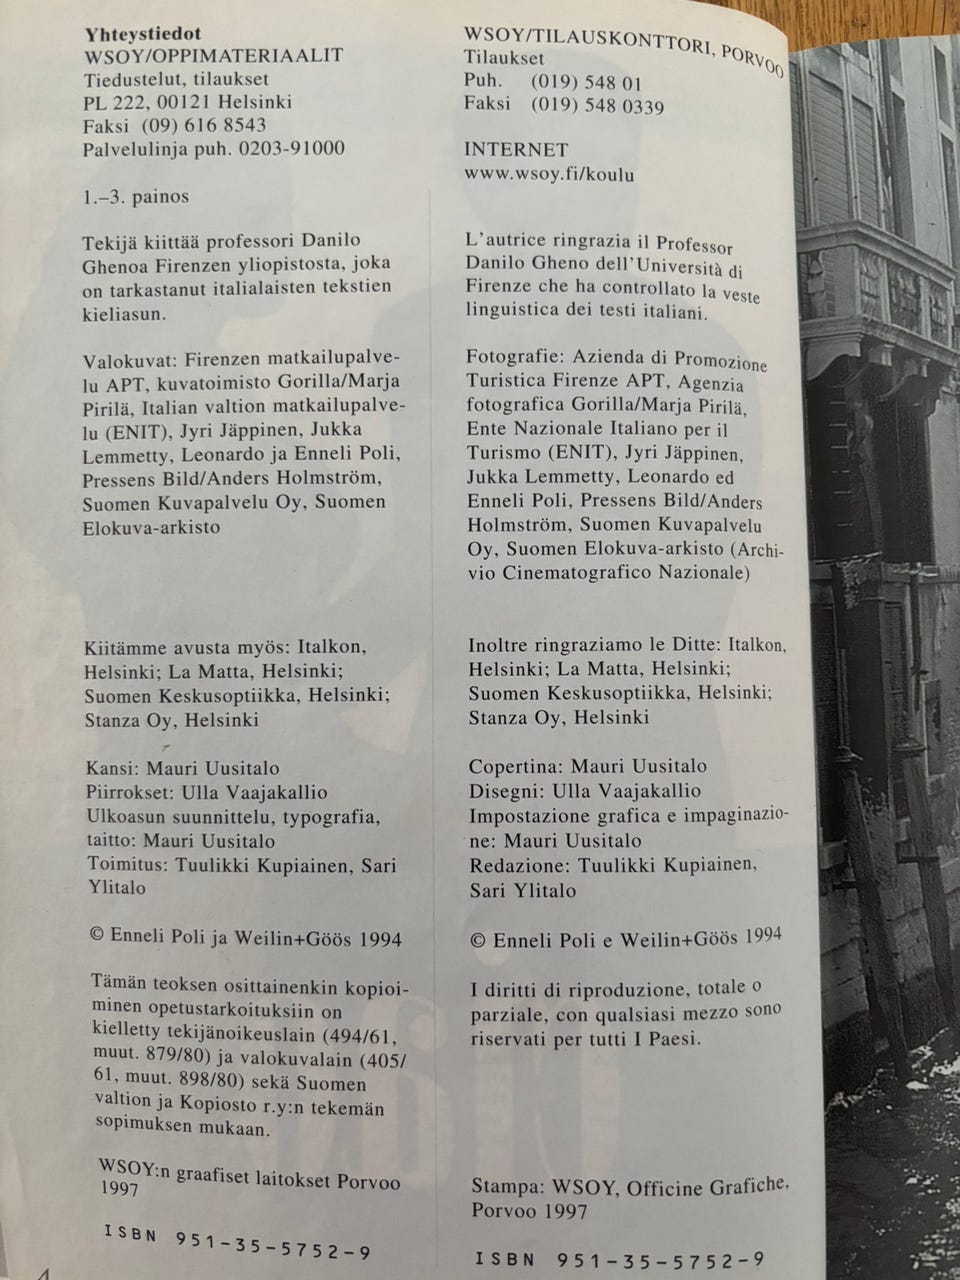 Yhteystiedot
WSOY/OPPIMATERIAALIT
Tiedustelut, tilaukset
PL 222, 00121 Helsinki
Faksi (09) 616 8543
Palvelulinja puh. 0203-91000
1.–3. painos
Tekijä kiittää professori Danilo
Ghenoa Firenzen yliopistosta, joka
on tarkastanut italialaisten tekstien
kieliasun.
Valokuvat: Firenzen matkailupalve-
lu APT, kuvatoimisto Gorilla/Marja
Pirilä, Italian valtion matkailupalve-
lu (ENIT), Jyri Jäppinen, Jukka
Lemmetty, Leonardo ja Enneli Poli,
Pressens Bild/Anders Holmström,
Suomen Kuvapalvelu Oy, Suomen
Elokuva-arkisto
Kiitämme avusta myös: Italkon,
Helsinki; La Matta, Helsinki;
Suomen Keskusoptiikka, Helsinki;
Stanza Oy, Helsinki
Kansi: Mauri Uusitalo
Piirrokset: Ulla Vaajakallio
Ulkoasun suunnittelu, typografia,
taitto: Mauri Uusitalo
Toimitus: Tuulikki Kupiainen, Sari
Ylitalo
© Enneli Poli ja Weilin+Göös 1994
Tämän teoksen osittainenkin kopioi-
minen opetustarkoituksiin on
kielletty tekijänoikeuslain (494/61,
muut. 879/80) ja valokuvalain (405/
61, muut. 898/80) sekä Suomen
valtion ja Kopiosto r.y:n tekemän
sopimuksen mukaan.
WSOY:n graafiset laitokset Porvoo
1997
ISBN 951-35-5752-9
4
WSOY/TILAUSKONTTORI, PORVOO
Tilaukset
Puh. (019) 548 01
Faksi (019) 548 0339
INTERNET
www.wsoy.fi/koulu
L'autrice ringrazia il Professor
Danilo Gheno dell'Università di
Firenze che ha controllato la veste
linguistica dei testi italiani.
Fotografie: Azienda di Promozione
Turistica Firenze APT, Agenzia
fotografica Gorilla/Marja Pirilä,
Ente Nazionale Italiano per il
Turismo (ENIT), Jyri Jäppinen,
Jukka Lemmetty, Leonardo ed
Enneli Poli, Pressens Bild/Anders
Holmström, Suomen Kuvapalvelu
Oy, Suomen Elokuva-arkisto (Archi-
vio Cinematografico Nazionale)
Inoltre ringraziamo le Ditte: Italkon,
Helsinki; La Matta, Helsinki;
Suomen Keskusoptiikka, Helsinki;
Stanza Oy, Helsinki
Copertina: Mauri Uusitalo
Disegni: Ulla Vaajakallio
Impostazione grafica e impaginazio-
ne: Mauri Uusitalo
Redazione: Tuulikki Kupiainen,
Sari Ylitalo
© Enneli Poli e Weilin+Göös 1994
I diritti di riproduzione, totale o
parziale, con qualsiasi mezzo sono
riservati per tutti I Paesi.
Stampa: WSOY, Officine Grafiche,
Porvoo 1997
ISBN 951-35-5752-9